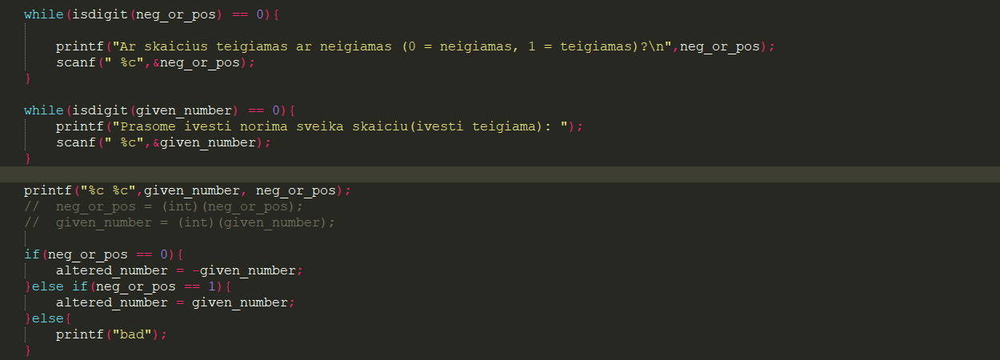 while(isdigit(neg_or_pos) == 0){
printf("Ar skaicius teigiamas ar neigiamas (0 = neigiamas, 1 = teigiamas)?\n",neg_or_pos);
scanf(" %c",&neg_or_pos);
}
while(isdigit(given_number) == 0){
printf("Prasome ivesti norima sveika skaiciu(ivesti teigiama): ");
scanf(" %c",&given_number);
}
printf("%c %c",given_number, neg_or_pos);
// neg_or_pos = (int)(neg_or_pos);
// given_number = (int)(given_number);
if(neg_or_pos == 0){
altered_number = -given_number;
}else if(neg_or_pos == 1){
altered_number = given_number;
}else{
printf("bad");
}